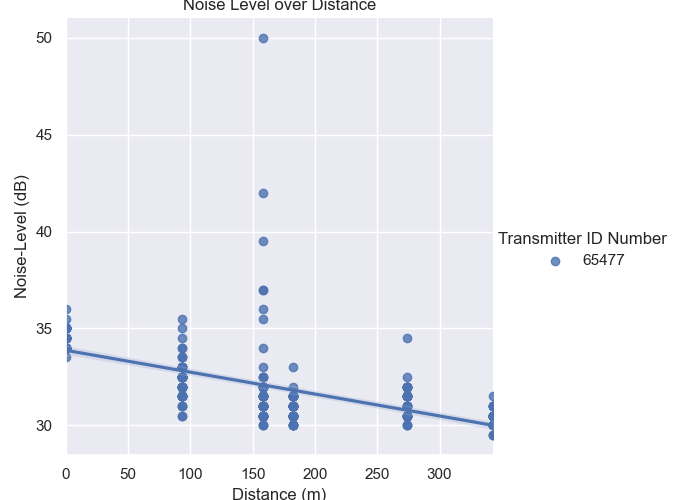 Noise Level over Distance
50
45
40
35
30
Noise-Level (dB)
0 50 100 150 200 250 300
Distance (m)
Transmitter ID Number
65477